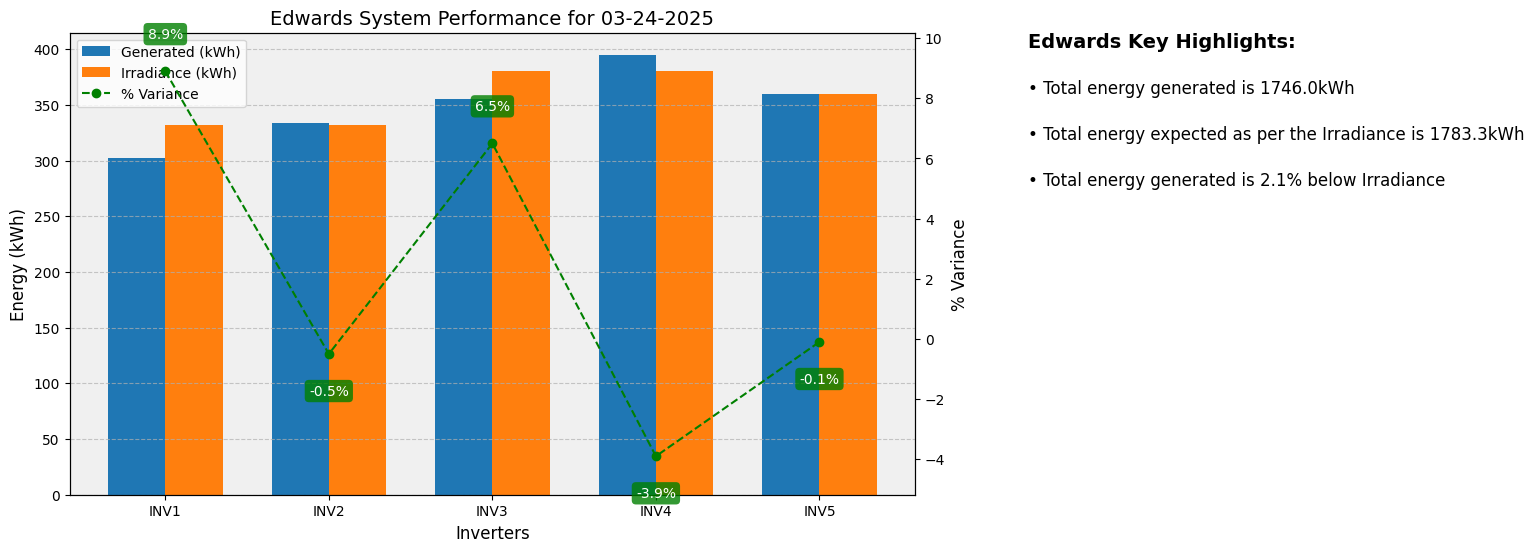 Edwards System Performance for 03-24-2025
Edwards Key Highlights:
• Total energy generated is 1746.0kWh
• Total energy expected as per the Irradiance is 1783.3kWh
• Total energy generated is 2.1% below Irradiance
Generated (kWh)
Irradiance (kWh)
% Variance
8.9%
-0.5%
6.5%
-3.9%
-0.1%
Energy (kWh)
400
350
300
250
200
150
100
50
0
INV1 INV2 INV3 INV4 INV5
Inverters
10
8
6
4
2
0
−2
−4
% Variance